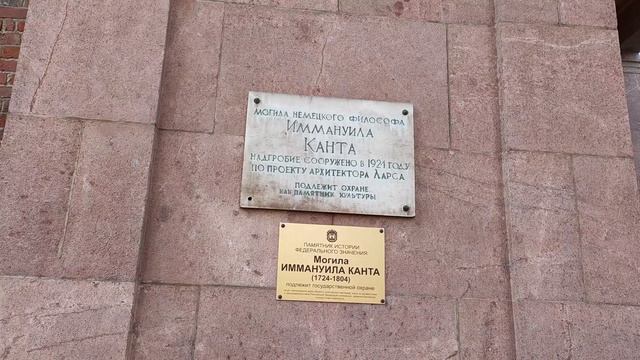 МОГИЛА НЕМЕЦКОГО ФИЛОСОФА
ИММАНУИЛА
КАНТА
НАДГРОБИЕ СООРУЖЕНО В 1924 ГОДУ
ПО ПРОЕКТУ АРХИТЕКТОРА ЛАРСА
ПОДЛЕЖИТ ОХРАНЕ
КАК ПАМЯТНИК КУЛЬТУРЫ
ПАМЯТНИК ИСТОРИИ
ФЕДЕРАЛЬНОГО ЗНАЧЕНИЯ
Могила
ИММАНУИЛА КАНТА
(1724-1804)
подлежит государственной охране